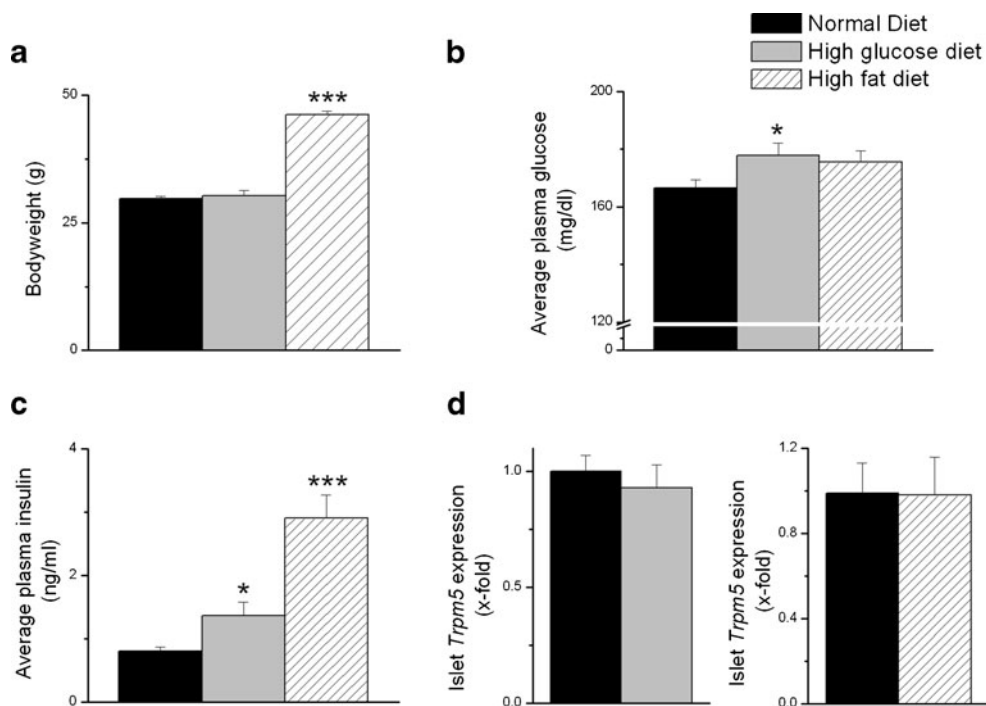 Normal Diet
High glucose diet
High fat diet
a
Bodyweight (g)
50
25
0
***
b
Average plasma glucose
(mg/dl)
200
160
120
0
*
c
Average plasma insulin
(ng/ml)
4
2
0
*
***
d
Islet Trpm5 expression
(x-fold)
1.0
0.5
0.0
Islet Trpm5 expression
(x-fold)
1.2
0.8
0.4
0.0